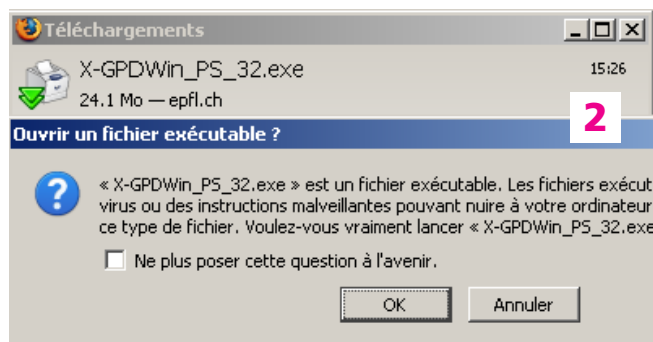 Téléchargements
X-GPDWin_PS_32.exe 15:26
24.1 Mo — epfl.ch
2
Ouvrir un fichier exécutable ?
« X-GPDWin_PS_32.exe » est un fichier exécutable. Les fichiers exécut
virus ou des instructions malveillantes pouvant nuire à votre ordinateur
ce type de fichier. Voulez-vous vraiment lancer « X-GPDWin_PS_32.exe
Ne plus poser cette question à l'avenir.
OK Annuler